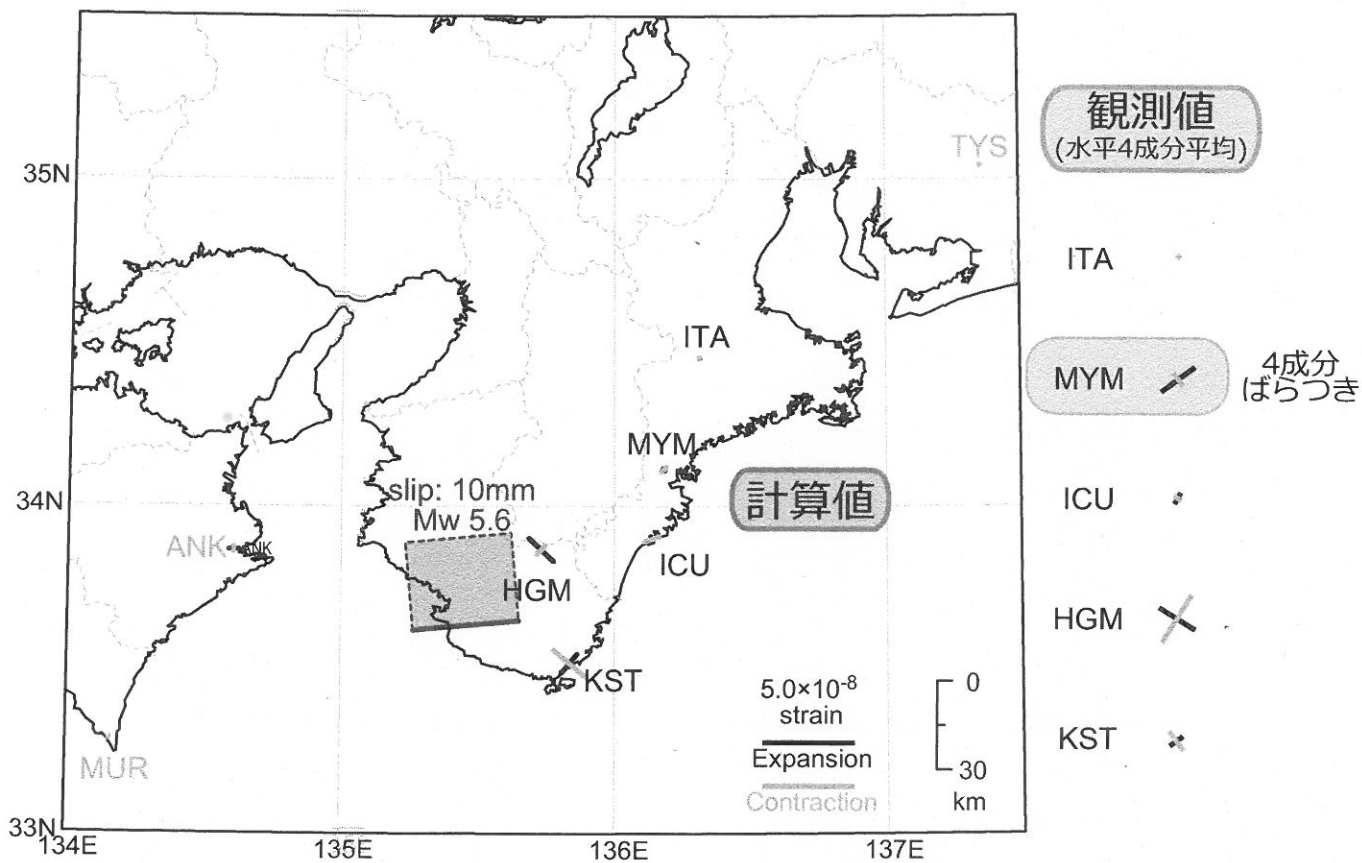 観測値
(水平4成分平均)
TYS
35N
ITA
ITA
MYM
4成分
ばらつき
MYM
34N
slip: 10mm
Mw 5.6
計算値
ICU
ANK
ANK
HGM
ICU
HGM
KST
5.0×10-8
strain
0
KST
Expansion
30
km
Contraction
MUR
33N
134E
135E
136E
137E